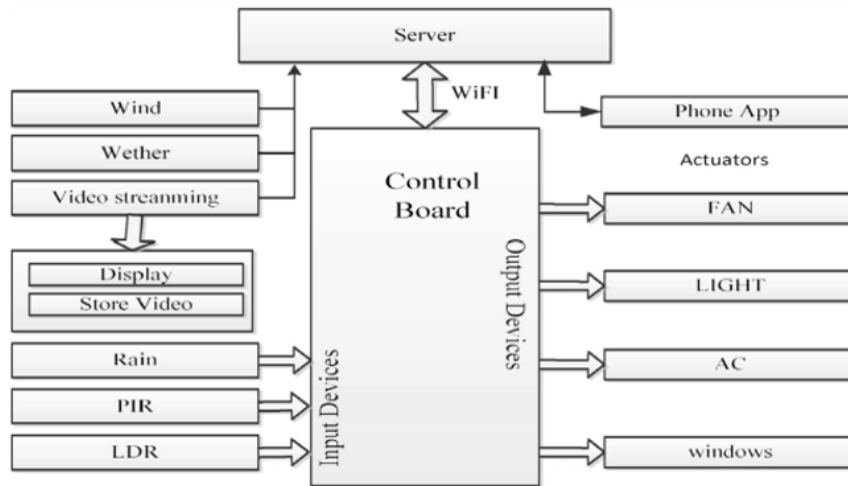 Server
WiFI
Wind
Wether
Video streanming
Display
Store Video
Rain
PIR
LDR
Input Devices
Control
Board
Output Devices
Phone App
Actuators
FAN
LIGHT
AC
windows